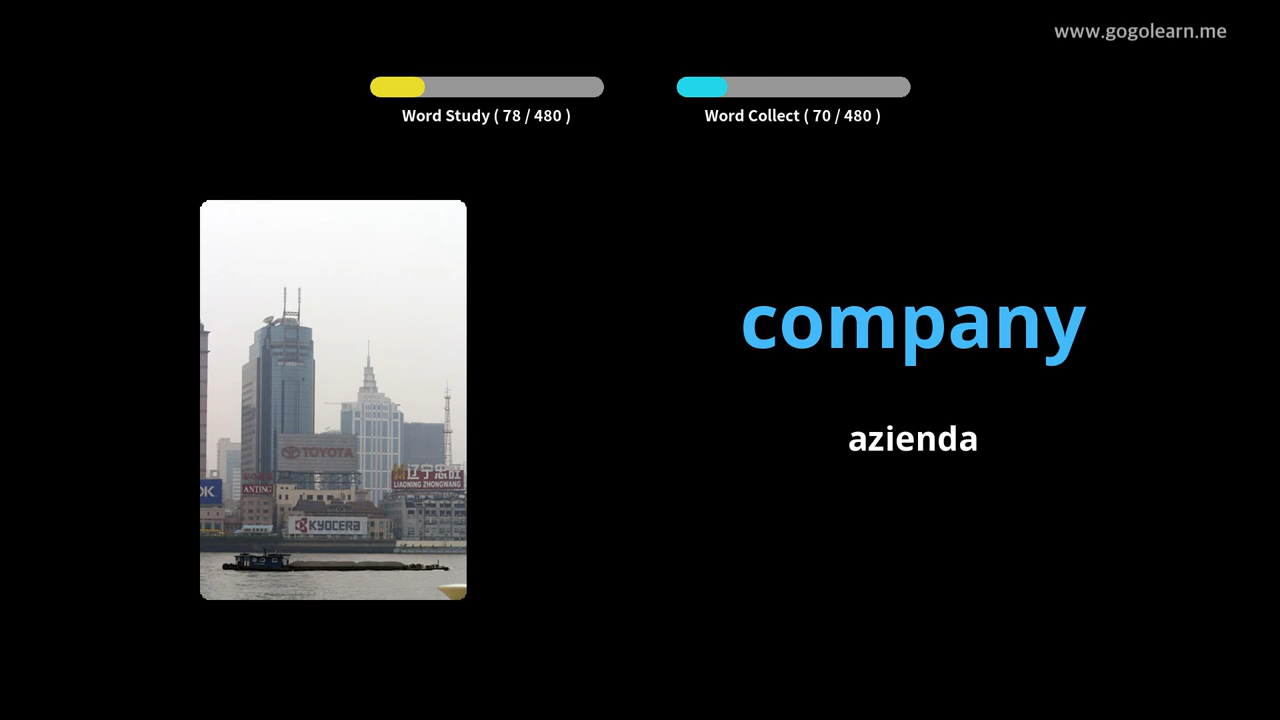 www.gogolearn.me
Word Study ( 78 / 480 )
Word Collect ( 70 / 480 )
company
azienda
TOYOTA
辽宁忠旺
LIAONING ZHONGWANG
OK
ANTING
KYOCERA